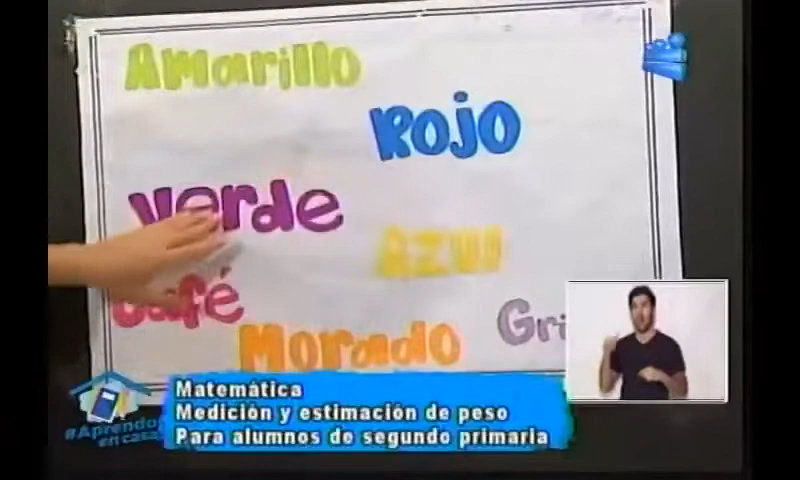 Amarillo
Rojo
verde
AZUl
Café
Morado
Matemática
Medición y estimación de peso
Para alumnos de segundo primaria
#Aprendo
en casa